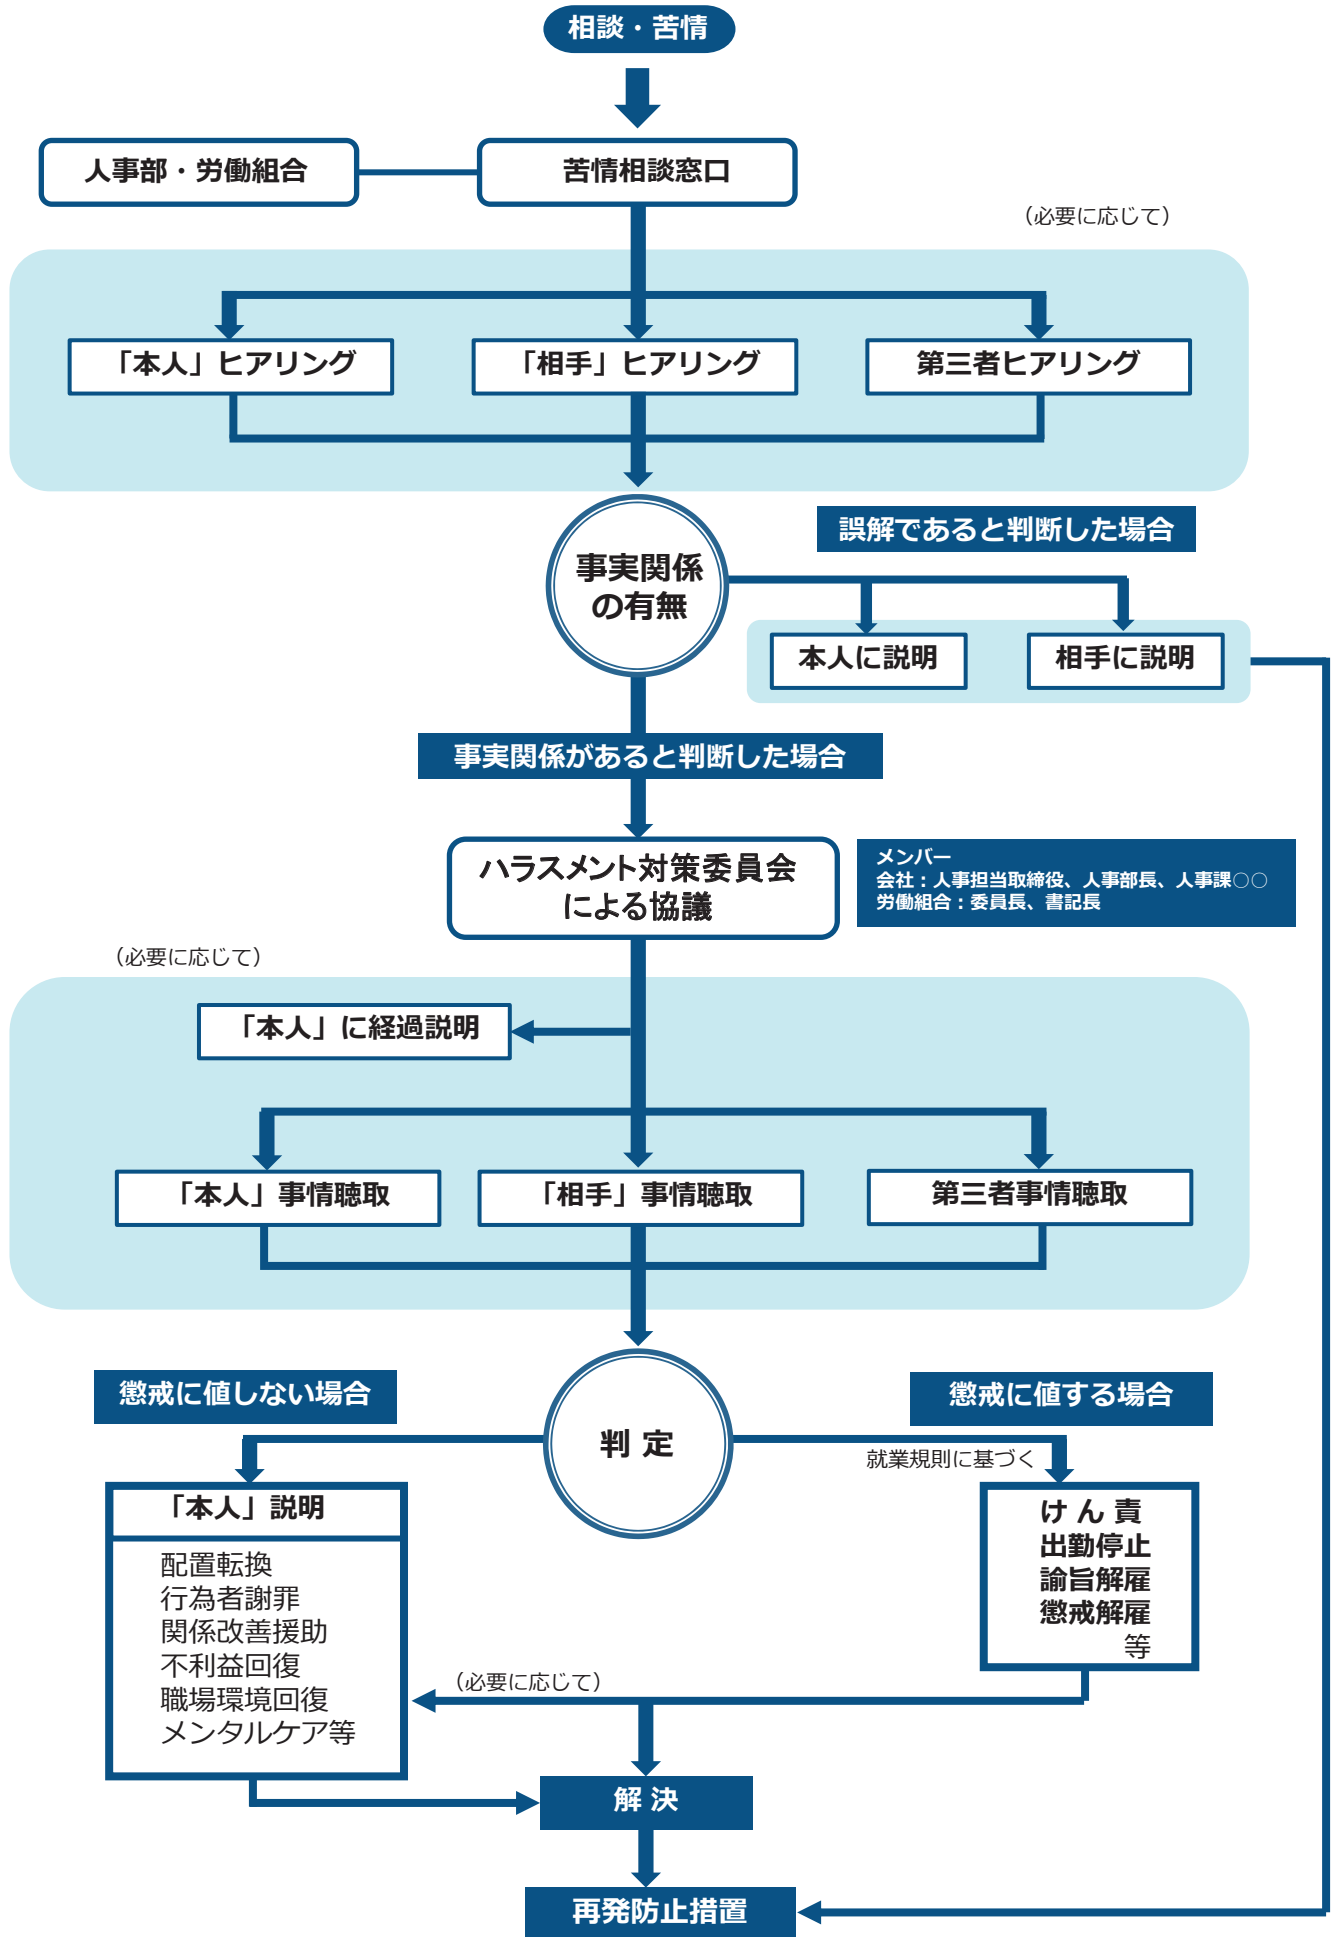 相談・苦情
人事部・労働組合
苦情相談窓口
（必要に応じて）
「本人」ヒアリング
「相手」ヒアリング
第三者ヒアリング
事実関係
の有無
誤解であると判断した場合
本人に説明
相手に説明
事実関係があると判断した場合
ハラスメント対策委員会
による協議
メンバー
会社：人事担当取締役、人事部長、人事課○○
労働組合：委員長、書記長
（必要に応じて）
「本人」に経過説明
「本人」事情聴取
「相手」事情聴取
第三者事情聴取
判 定
懲戒に値しない場合
懲戒に値する場合
就業規則に基づく
「本人」説明
配置転換
行為者謝罪
関係改善援助
不利益回復
職場環境回復
メンタルケア等
けん責
出勤停止
諭旨解雇
懲戒解雇
等
（必要に応じて）
解 決
再発防止措置